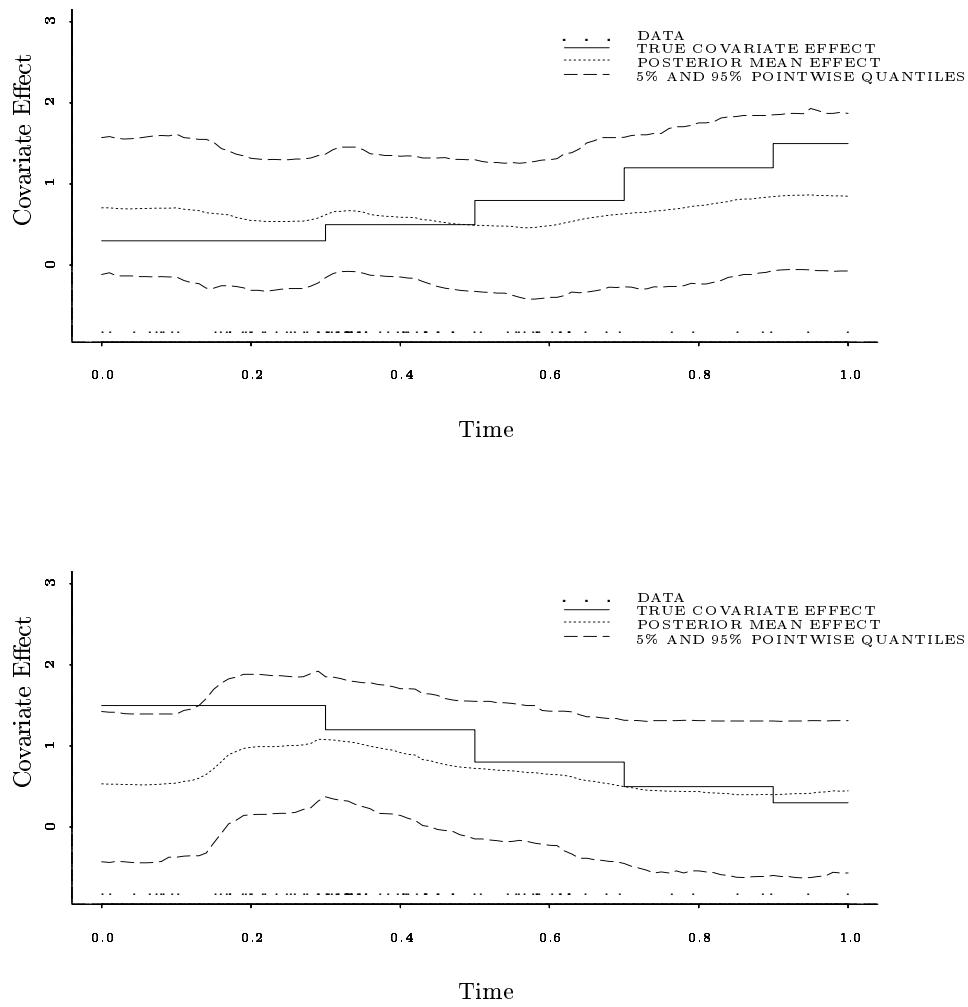 3
2
1
0
Covariate Effect
DATA
TRUE COVARIATE EFFECT
POSTERIOR MEAN EFFECT
5% AND 95% POINTWISE QUANTILES
0.0 0.2 0.4 0.6 0.8 1.0
Time
3
2
1
0
Covariate Effect
DATA
TRUE COVARIATE EFFECT
POSTERIOR MEAN EFFECT
5% AND 95% POINTWISE QUANTILES
0.0 0.2 0.4 0.6 0.8 1.0
Time